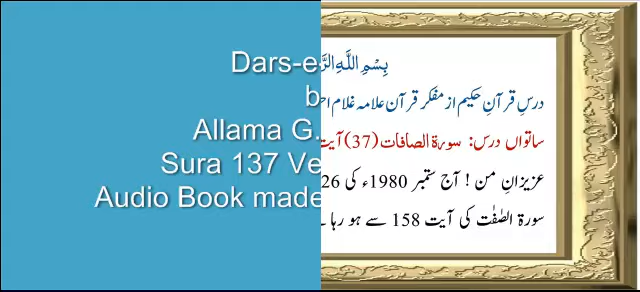 Dars-e
b
Allama G.
Sura 137 Ve
Audio Book made
بِسْمِ اللَّهِ
درسِ قرآنِ حکیم از مفکر قرآن علامہ غلام
ساتواں درس: سورۃ الصافات (37) آیت
عزیزانِ من ! آج ستمبر 1980ء کی 26
سورۃ الصّٰفّٰت کی آیت 158 سے ہو رہا